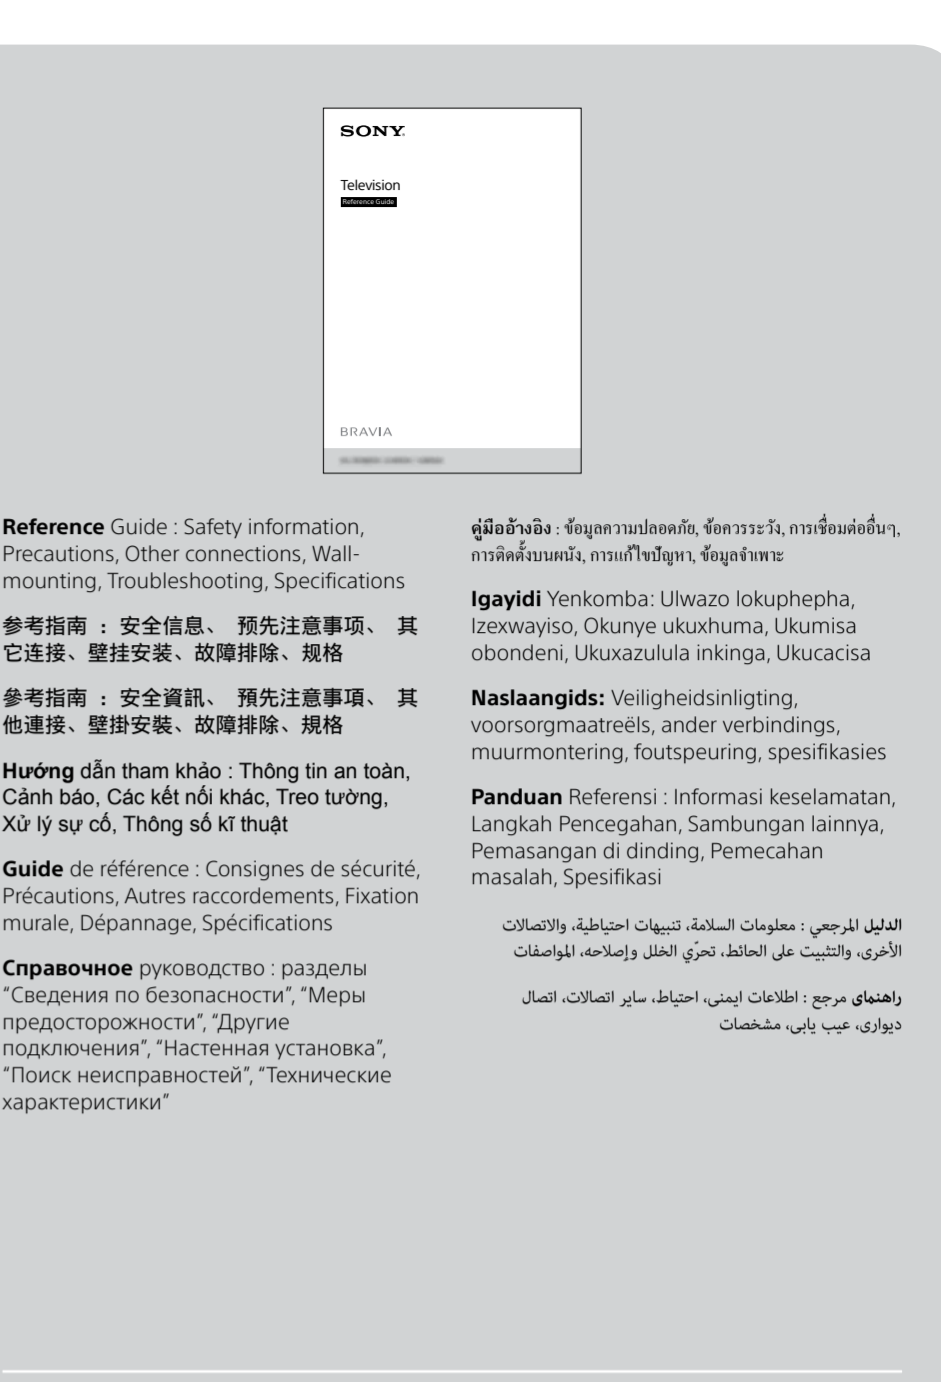 SONY
Television
Reference Guide
BRAVIA
Reference Guide : Safety information,
Precautions, Other connections, Wall-
mounting, Troubleshooting, Specifications
参考指南 ：安全信息、 预先注意事项、 其
它连接、壁挂安装、故障排除、规格
參考指南 ：安全資訊、 預先注意事項、 其
他連接、壁掛安裝、故障排除、規格
Hướng dẫn tham khảo : Thông tin an toàn,
Cảnh báo, Các kết nối khác, Treo tường,
Xử lý sự cố, Thông số kĩ thuật
Guide de référence : Consignes de sécurité,
Précautions, Autres raccordements, Fixation
murale, Dépannage, Spécifications
Справочное руководство : разделы
“Сведения по безопасности”, “Меры
предосторожности”, “Другие
подключения”, “Настенная установка”,
“Поиск неисправностей”, “Технические
характеристики”
คู่มืออ้างอิง : ข้อมูลความปลอดภัย, ข้อควรระวัง, การเชื่อมต่ออื่นๆ,
การติดตั้งบนผนัง, การแก้ไขปัญหา, ข้อมูลจำเพาะ
Igayidi Yenkomba: Ulwazo lokuphepha,
Izexwayiso, Okunye ukuxhuma, Ukumisa
obondeni, Ukuxazulula inkinga, Ukucacisa
Naslaangids: Veiligheidsinligting,
voorsorgmaatreëls, ander verbindings,
muurmontering, foutspeuring, spesifikasies
Panduan Referensi : Informasi keselamatan,
Langkah Pencegahan, Sambungan lainnya,
Pemasangan di dinding, Pemecahan
masalah, Spesifikasi
الدليل المرجعي : معلومات السلامة، تنبيهات احتياطية، والاتصالات
الأخرى، والتثبيت على الحائط، تحرّي الخلل وإصلاحه، المواصفات
راهنمای مرجع : اطلاعات ایمنی، احتیاط، سایر اتصالات، اتصال
دیواری، عیب یابی، مشخصات